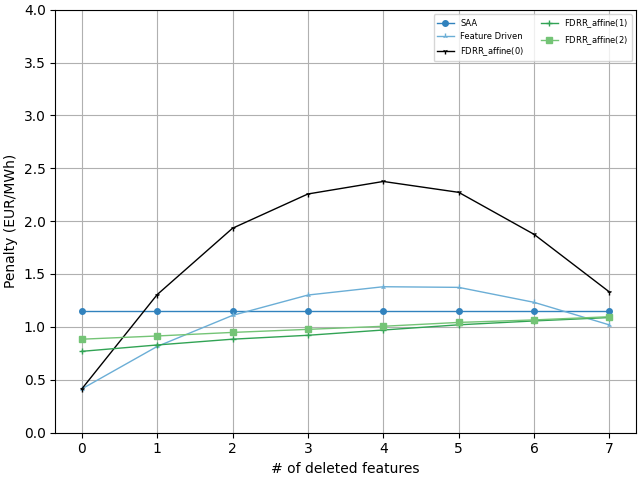 4.0
3.5
3.0
2.5
2.0
1.5
1.0
0.5
0.0
Penalty (EUR/MWh)
SAA
Feature Driven
FDRR_affine(0)
FDRR_affine(1)
FDRR_affine(2)
0 1 2 3 4 5 6 7
# of deleted features